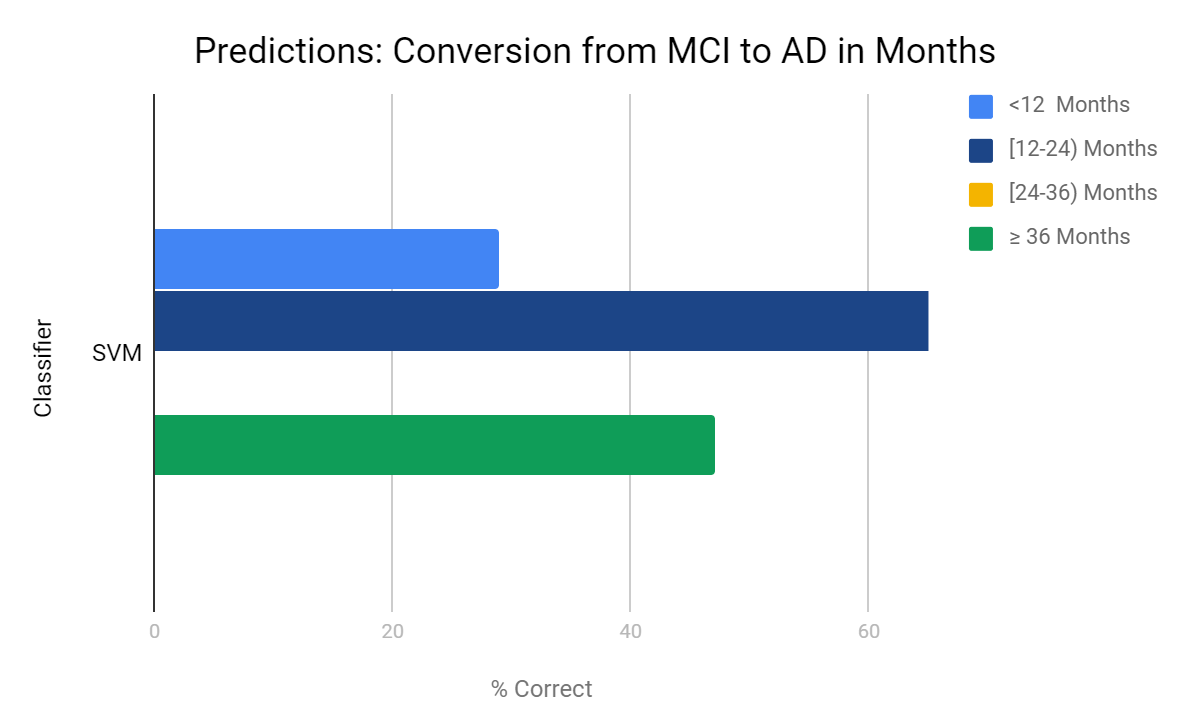 Predictions: Conversion from MCI to AD in Months
<12  Months
[12-24) Months
[24-36) Months
≥ 36 Months
Classifier
SVM
0 20 40 60
% Correct